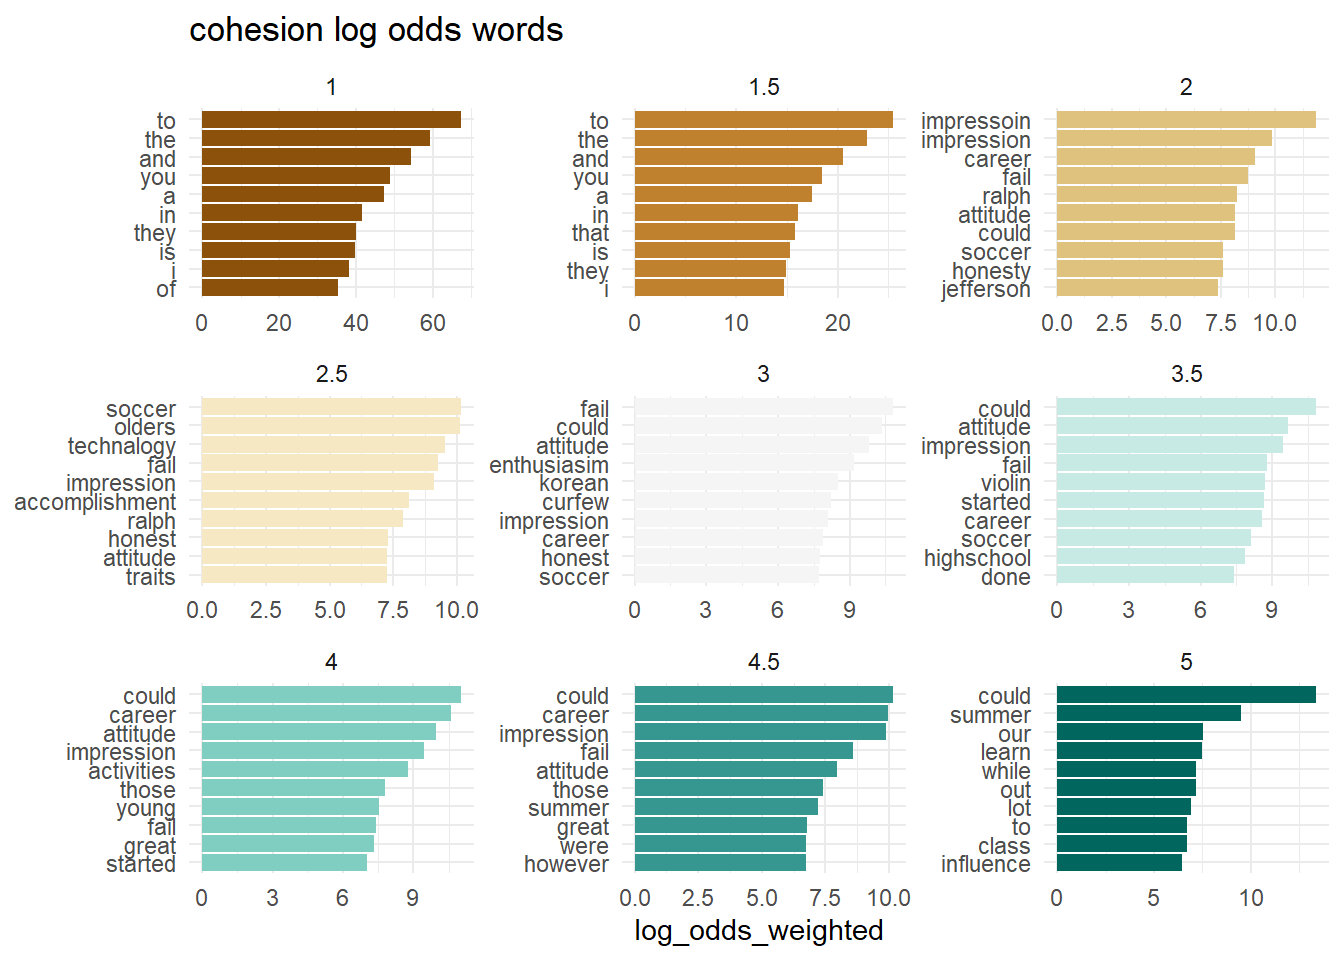 cohesion log odds words
1
to
the
and
you
a
in
they
is
i
of
0 20 40 60
1.5
to
the
and
you
a
in
that
is
they
i
0 10 20
2
impressoin
impression
career
fail
ralph
attitude
could
soccer
honesty
jefferson
0.0 2.5 5.0 7.5 10.0
2.5
soccer
olders
technalogy
fail
impression
accomplishment
ralph
honest
attitude
traits
0.0 2.5 5.0 7.5 10.0
3
fail
could
attitude
enthusiasim
korean
curfew
impression
career
honest
soccer
0 3 6 9
3.5
could
attitude
impression
fail
violin
started
career
soccer
highschool
done
0 3 6 9
4
could
career
attitude
impression
activities
those
young
fail
great
started
0 3 6 9
4.5
could
career
impression
fail
attitude
those
summer
great
were
however
0.0 2.5 5.0 7.5 10.0
5
could
summer
our
learn
while
out
lot
to
class
influence
0 5 10
log_odds_weighted